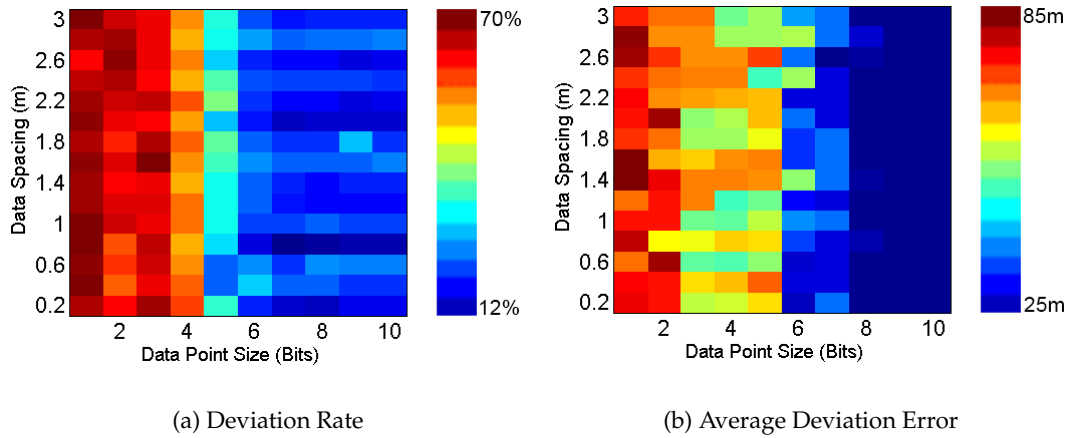 3
2.6
2.2
1.8
1.4
1
0.6
0.2
Data Spacing (m)
2 4 6 8 10
Data Point Size (Bits)
70%
12%
(a) Deviation Rate
3
2.6
2.2
1.8
1.4
1
0.6
0.2
Data Spacing (m)
2 4 6 8 10
Data Point Size (Bits)
85m
25m
(b) Average Deviation Error